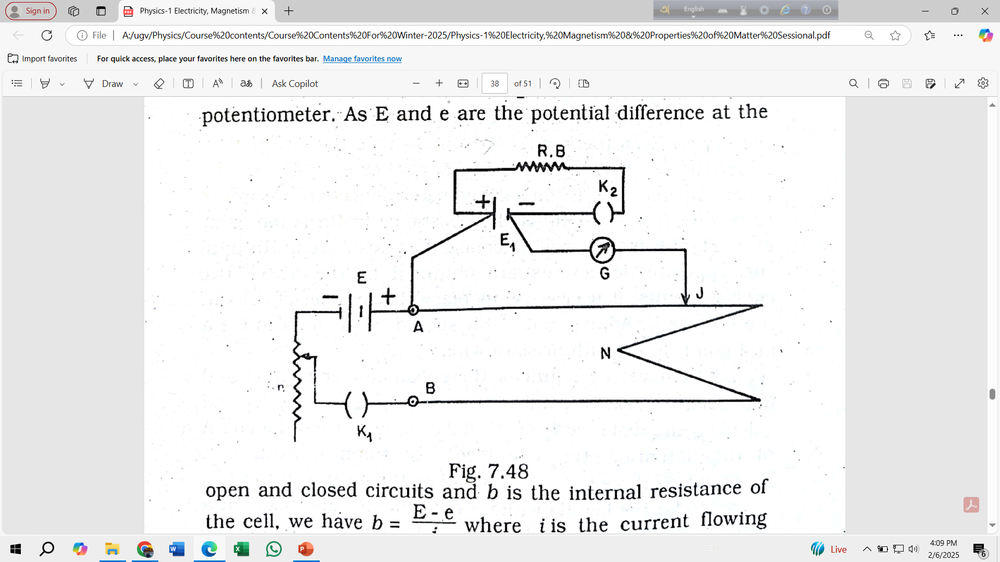 Sign in
Physics-1 Electricity, Magnetism &
English
File
A:/ugv/Physics/Course%20contents/Course%20Contents%20For%20Winter-2025/Physics-1%20Electricity,%20Magnetism%20&%20Properties%20of%20Matter%20Sessional.pdf
Import favorites
For quick access, place your favorites here on the favorites bar. Manage favorites now
Draw
Ask Copilot
38 of 51
potentiometer. As E and e are the potential difference at the
R.B
K2
+ −
E1
G
E
− +
J
A
N
r
B
K1
Fig. 7.48
open and closed circuits and b is the internal resistance of
the cell, we have b = E - e / i where i is the current flowing
Live
4:09 PM
2/6/2025
6